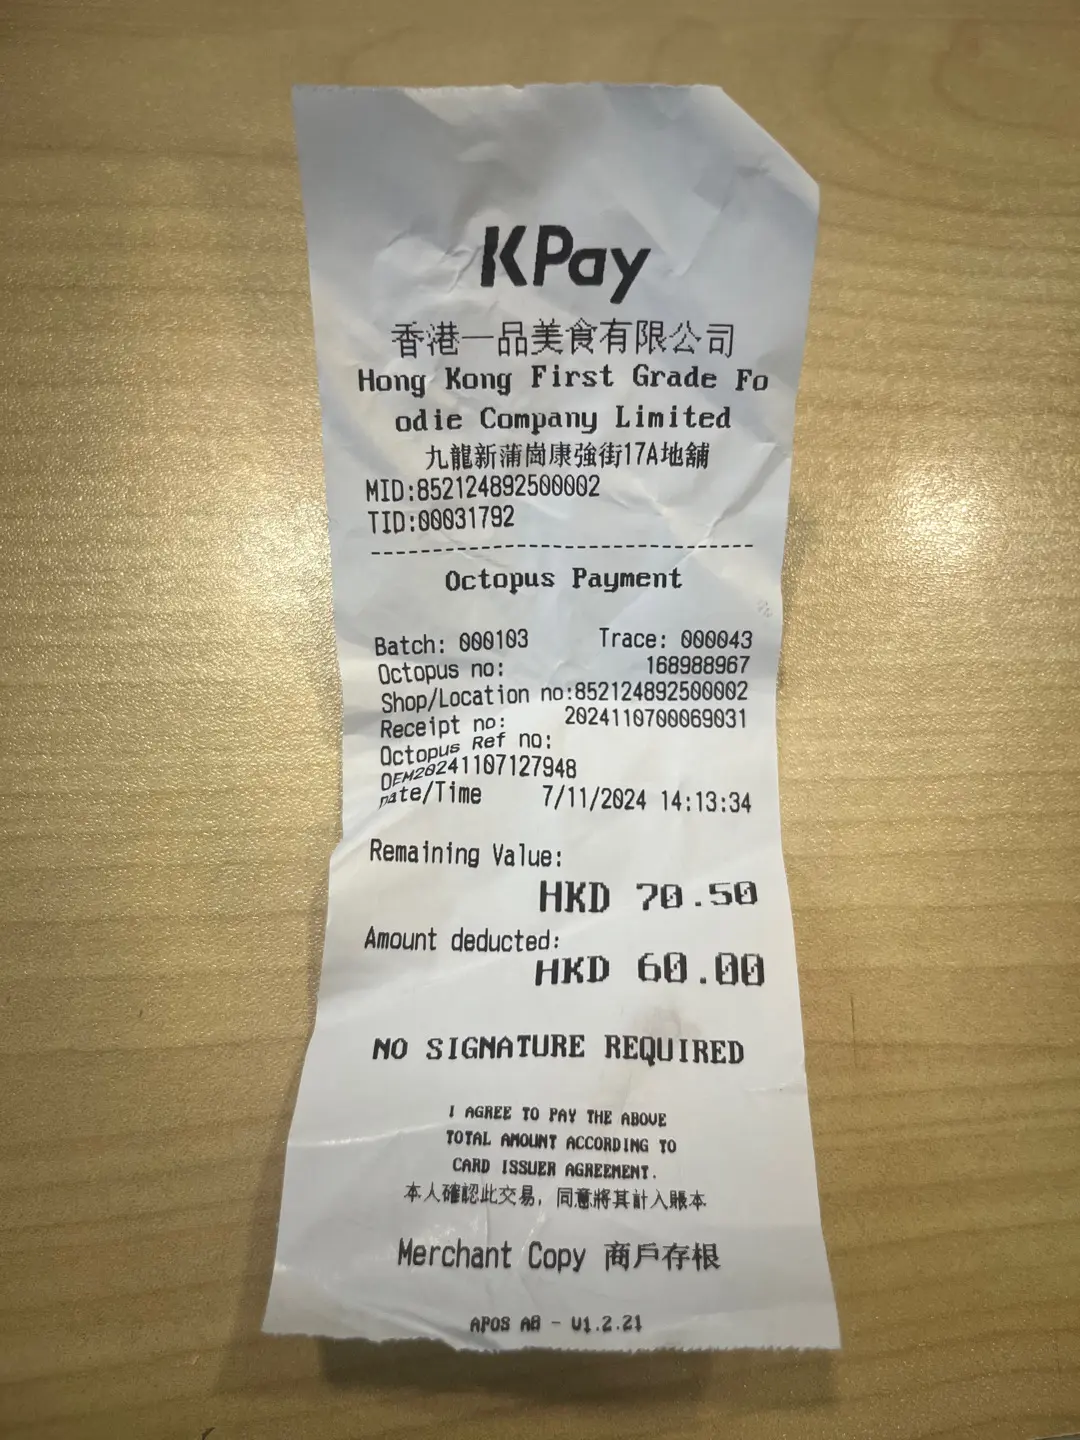 KPay
香港一品美食有限公司
Hong Kong First Grade Fo
odie Company Limited
九龍新蒲崗康強街17A地舖
MID:852124892500002
TID:00031792
Octopus Payment
Batch: 000103 Trace: 000043
Octopus no: 168988967
Shop/Location no:852124892500002
Receipt no: 2024110700069031
Octopus Ref no:
OEM20241107127948
Date/Time 7/11/2024 14:13:34
Remaining Value:
HKD 70.50
Amount deducted:
HKD 60.00
NO SIGNATURE REQUIRED
I AGREE TO PAY THE ABOVE
TOTAL AMOUNT ACCORDING TO
CARD ISSUER AGREEMENT.
本人確認此交易, 同意將其計入賬本
Merchant Copy 商戶存根
APOS A8 - V1.2.21